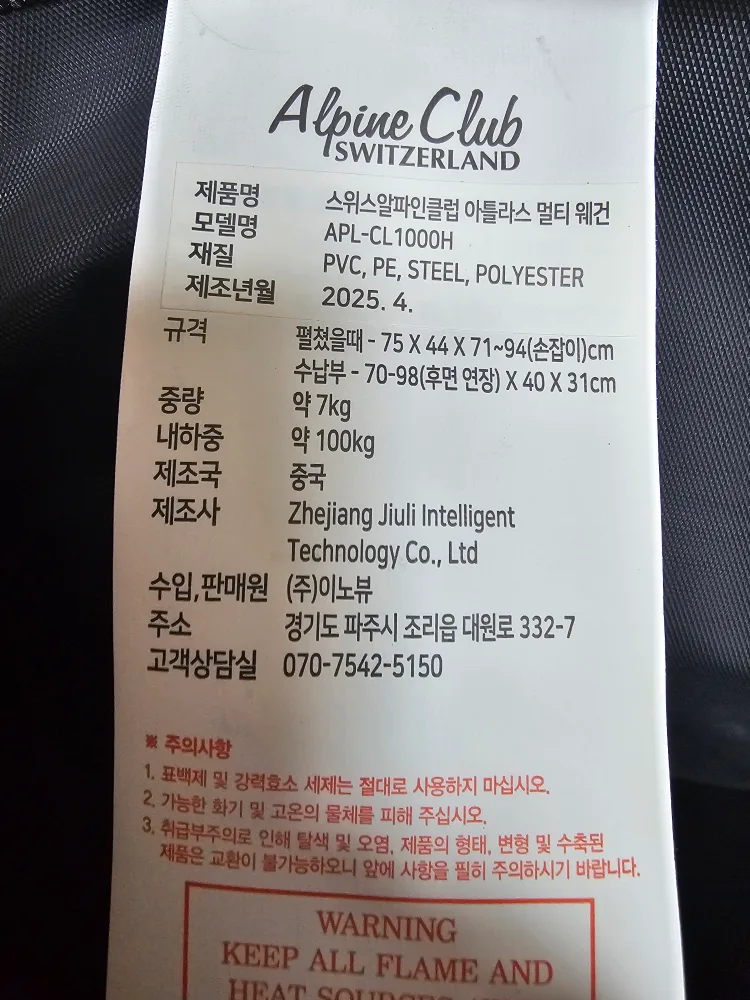 Alpine Club
SWITZERLAND
제품명 스위스알파인클럽 아틀라스 멀티 웨건
모델명 APL-CL1000H
재질 PVC, PE, STEEL, POLYESTER
제조년월 2025. 4.
규격 펼쳤을때 - 75 X 44 X 71~94(손잡이)cm
수납부 - 70-98(후면 연장) X 40 X 31cm
중량 약 7kg
내하중 약 100kg
제조국 중국
제조사 Zhejiang Jiuli Intelligent
Technology Co., Ltd
수입,판매원 (주)이노뷰
주소 경기도 파주시 조리읍 대원로 332-7
고객상담실 070-7542-5150
※ 주의사항
1. 표백제 및 강력효소 세제는 절대로 사용하지 마십시오.
2. 가능한 화기 및 고온의 물체를 피해 주십시오.
3. 취급부주의로 인해 탈색 및 오염, 제품의 형태, 변형 및 수축된
제품은 교환이 불가능하오니 앞에 사항을 필히 주의하시기 바랍니다.
WARNING
KEEP ALL FLAME AND
HEAT SOURCES